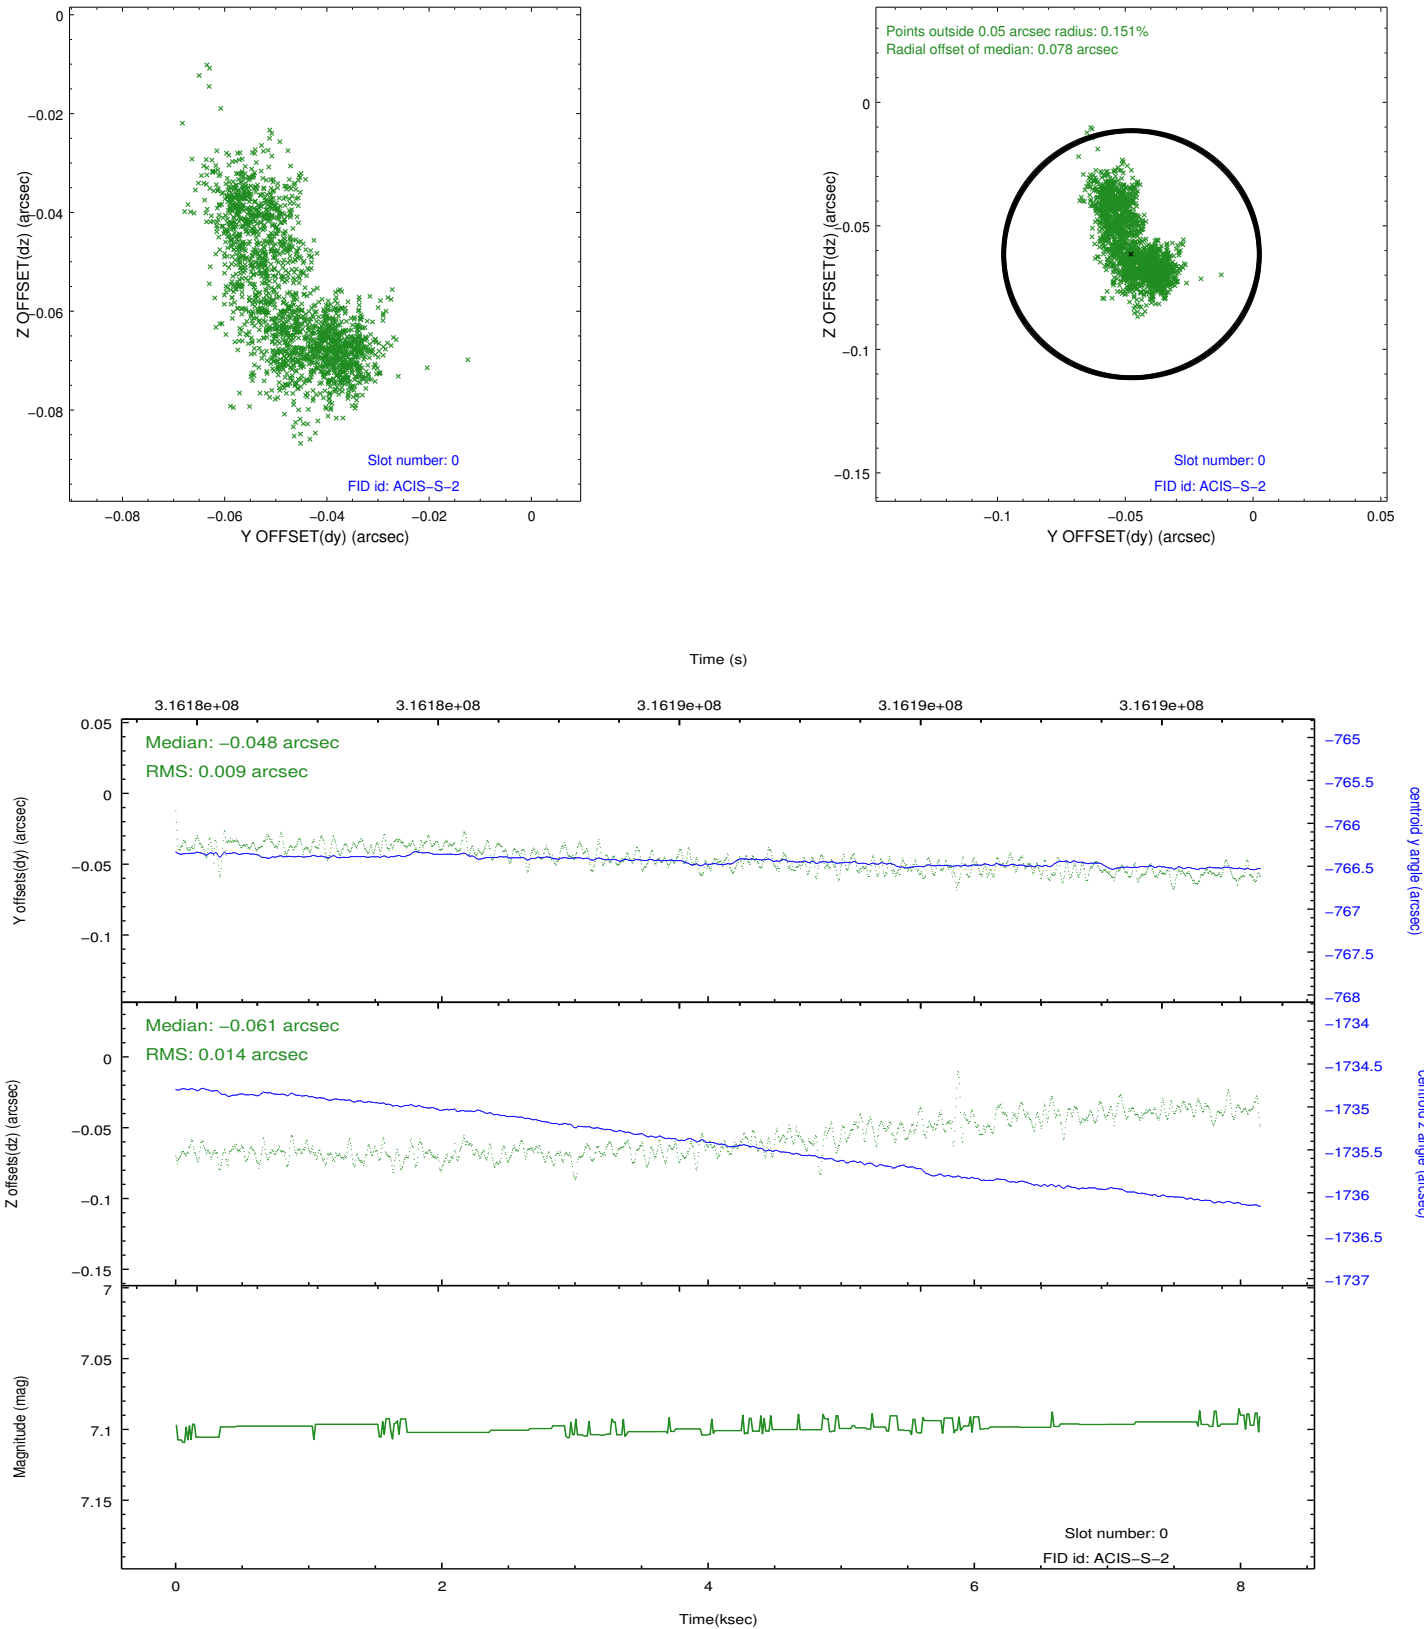 0
−0.02
−0.04
−0.06
−0.08
Z OFFSET(dz) (arcsec)
Slot number: 0
FID id: ACIS−S−2
−0.08
−0.06
−0.04
−0.02
0
Y OFFSET(dy) (arcsec)
Points outside 0.05 arcsec radius: 0.151%
Radial offset of median: 0.078 arcsec
0
−0.05
−0.1
−0.15
Z OFFSET(dz) (arcsec)
Slot number: 0
FID id: ACIS−S−2
−0.1
−0.05
0
0.05
Y OFFSET(dy) (arcsec)
Time (s)
3.1618e+08
3.1618e+08
3.1619e+08
3.1619e+08
3.1619e+08
0.05
0
−0.05
−0.1
Y offsets(dy) (arcsec)
Median: −0.048 arcsec
RMS: 0.009 arcsec
−765
−765.5
−766
−766.5
−767
−767.5
−768
centroid y angle (arcsec)
0
−0.05
−0.1
−0.15
Z offsets(dz) (arcsec)
Median: −0.061 arcsec
RMS: 0.014 arcsec
−1734
−1734.5
−1735
−1735.5
−1736
−1736.5
−1737
centroid z angle (arcsec)
7
7.05
7.1
7.15
Magnitude (mag)
Slot number: 0
FID id: ACIS−S−2
0
2
4
6
8
Time(ksec)